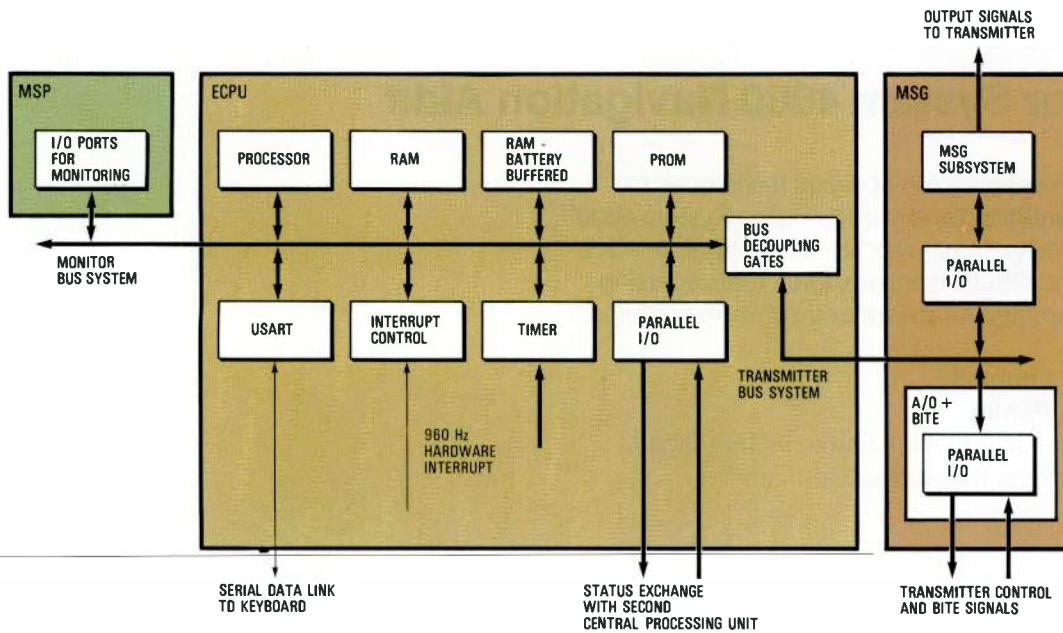 OUTPUT SIGNALS
TO TRANSMITTER
MSP
ECPU
MSG
I/O PORTS
FOR
MONITORING
PROCESSOR
RAM
RAM -
BATTERY
BUFFERED
PROM
MSG
SUBSYSTEM
MONITOR
BUS SYSTEM
BUS
DECOUPLING
GATES
PARALLEL
I/O
USART
INTERRUPT
CONTROL
TIMER
PARALLEL
I/O
TRANSMITTER
BUS SYSTEM
A/O +
BITE
PARALLEL
I/O
960 Hz
HARDWARE
INTERRUPT
SERIAL DATA LINK
TO KEYBOARD
STATUS EXCHANGE
WITH SECOND
CENTRAL PROCESSING UNIT
TRANSMITTER CONTROL
AND BITE SIGNALS